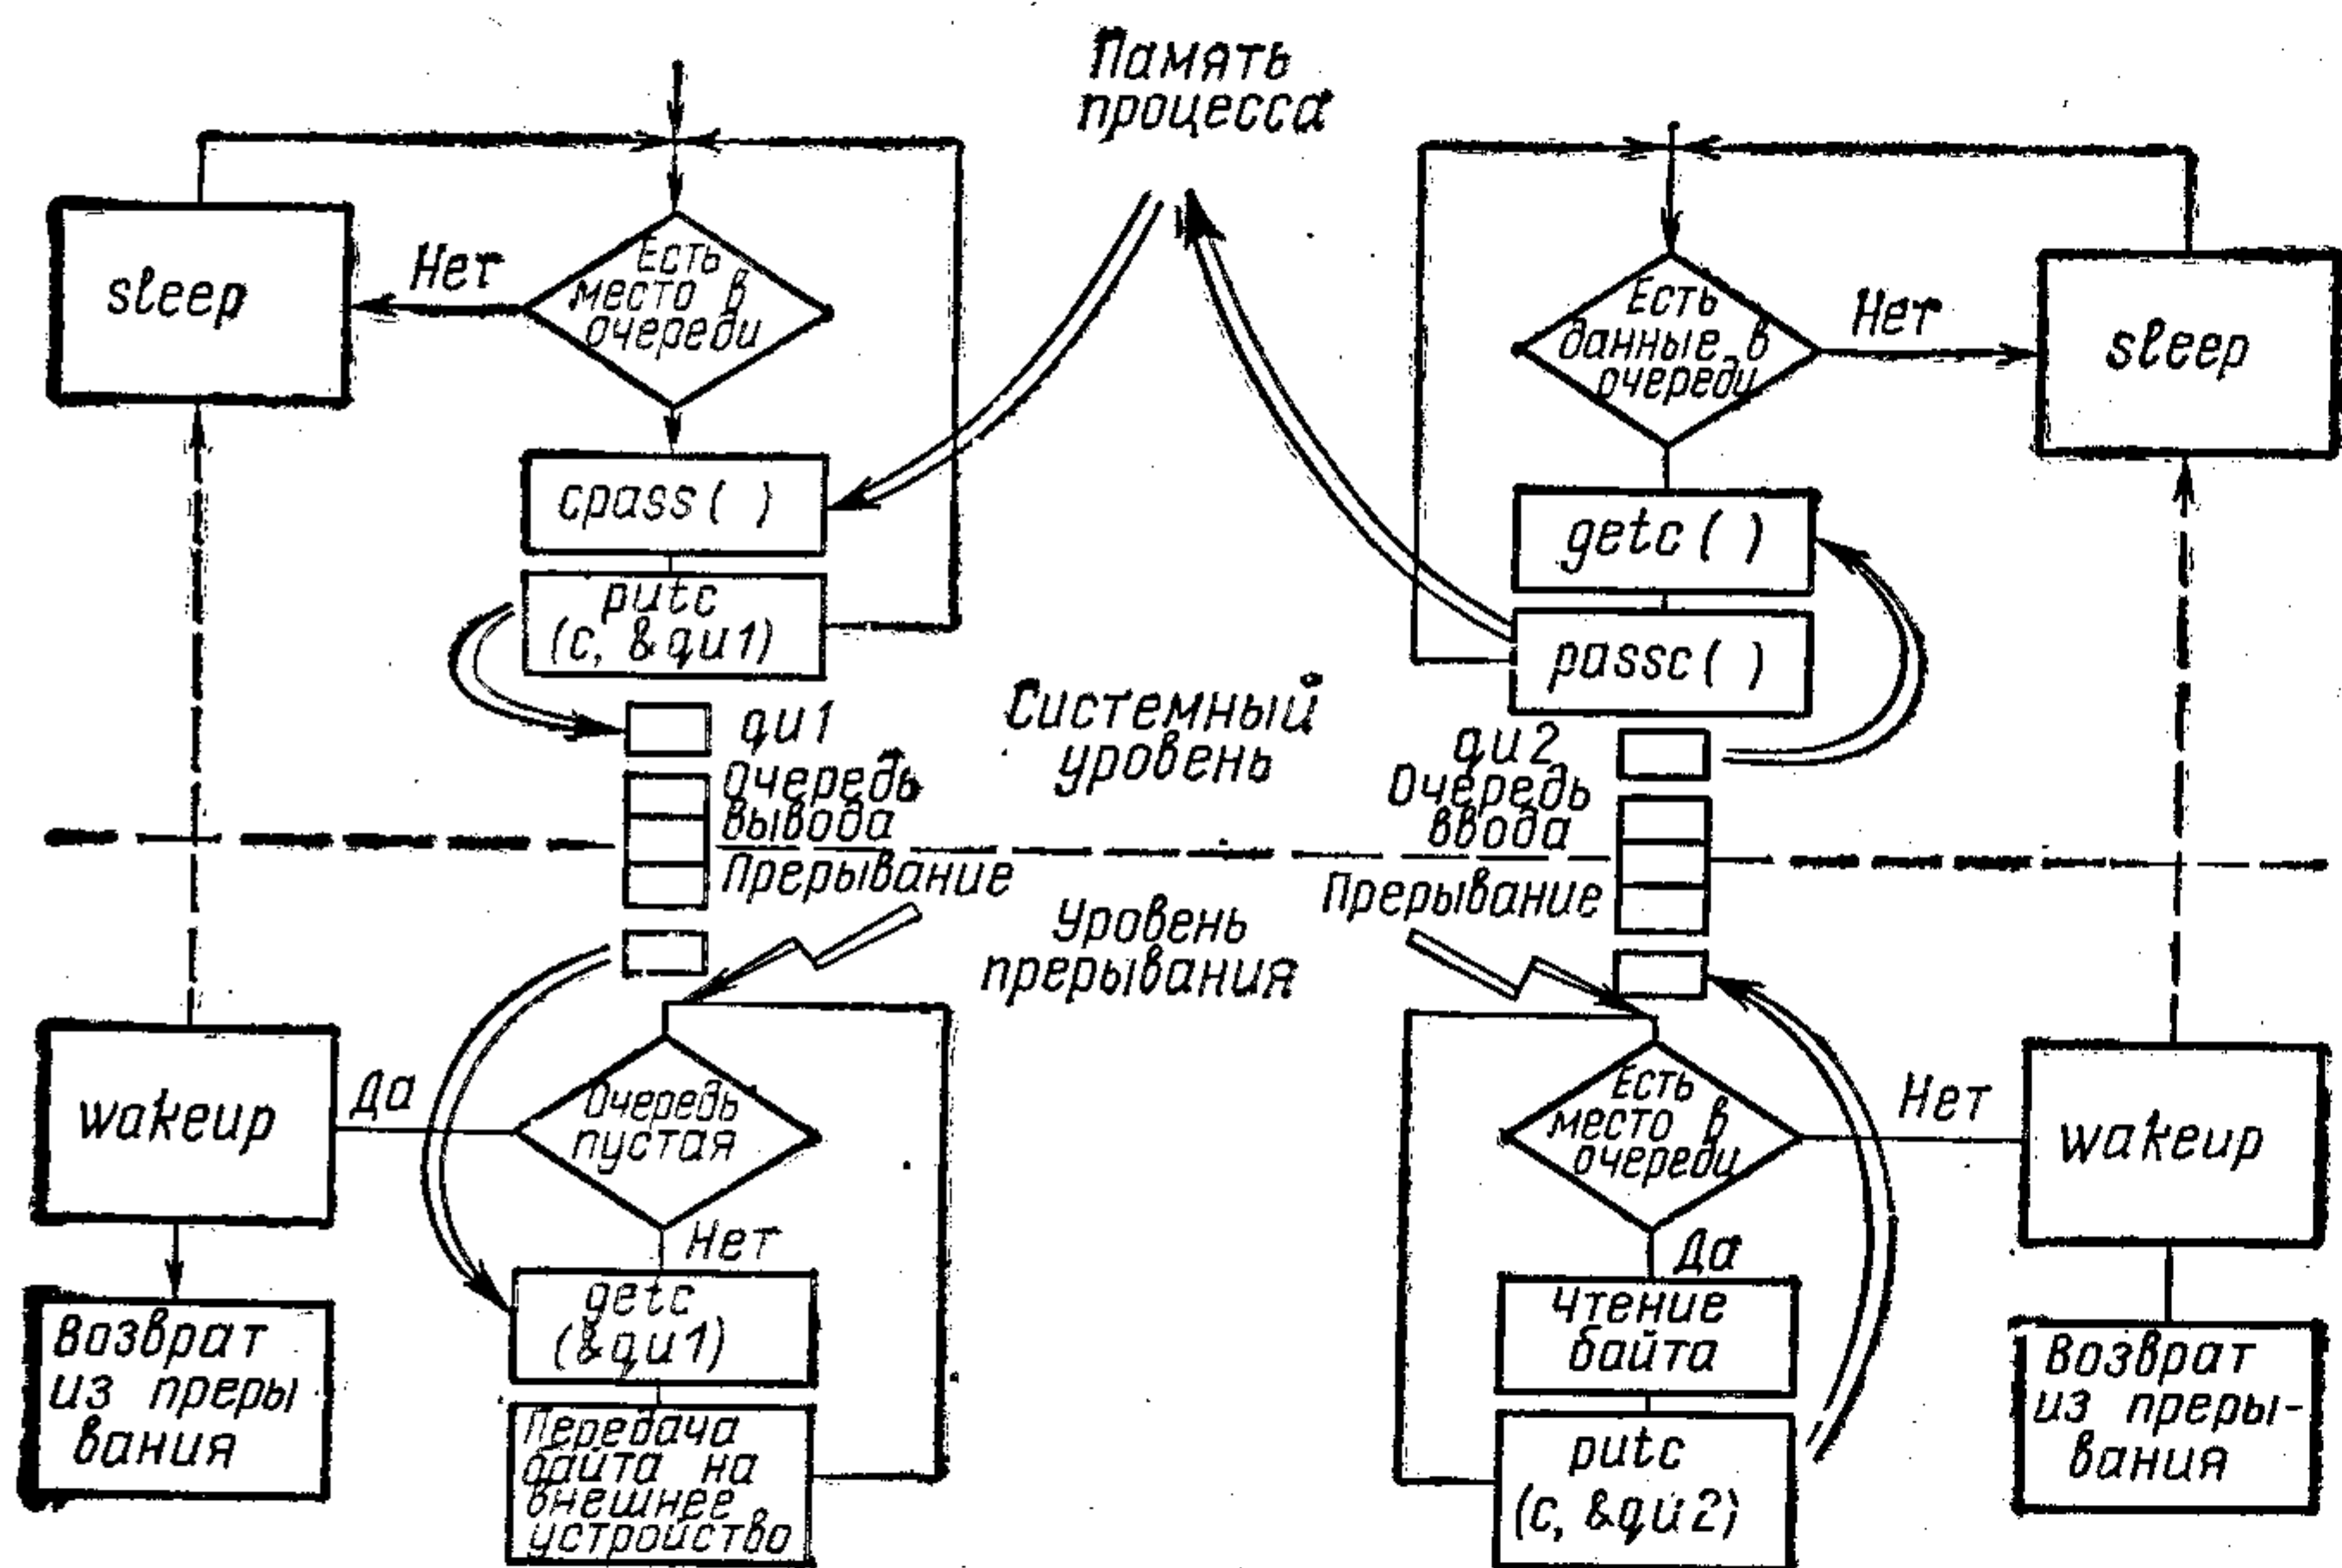 Память
процесса
sleep
Нет
Есть
место в
очереди
cpass ( )
putc
(c, &qu1)
qu1
Очередь
вывода
Прерывание
Системный
уровень
Уровень
прерывания
Есть
данные в
очереди
Нет
sleep
getc ( )
passc ( )
qu2
Очередь
ввода
Прерывание
wakeup
Да
Очередь
пустая
Нет
getc
(&qu1)
Передача
байта на
внешнее
устройство
Возврат
из преры
вания
Есть
место в
очереди
Нет
wakeup
Да
Чтение
байта
putc
(c, &qu2)
Возврат
из преры-
вания